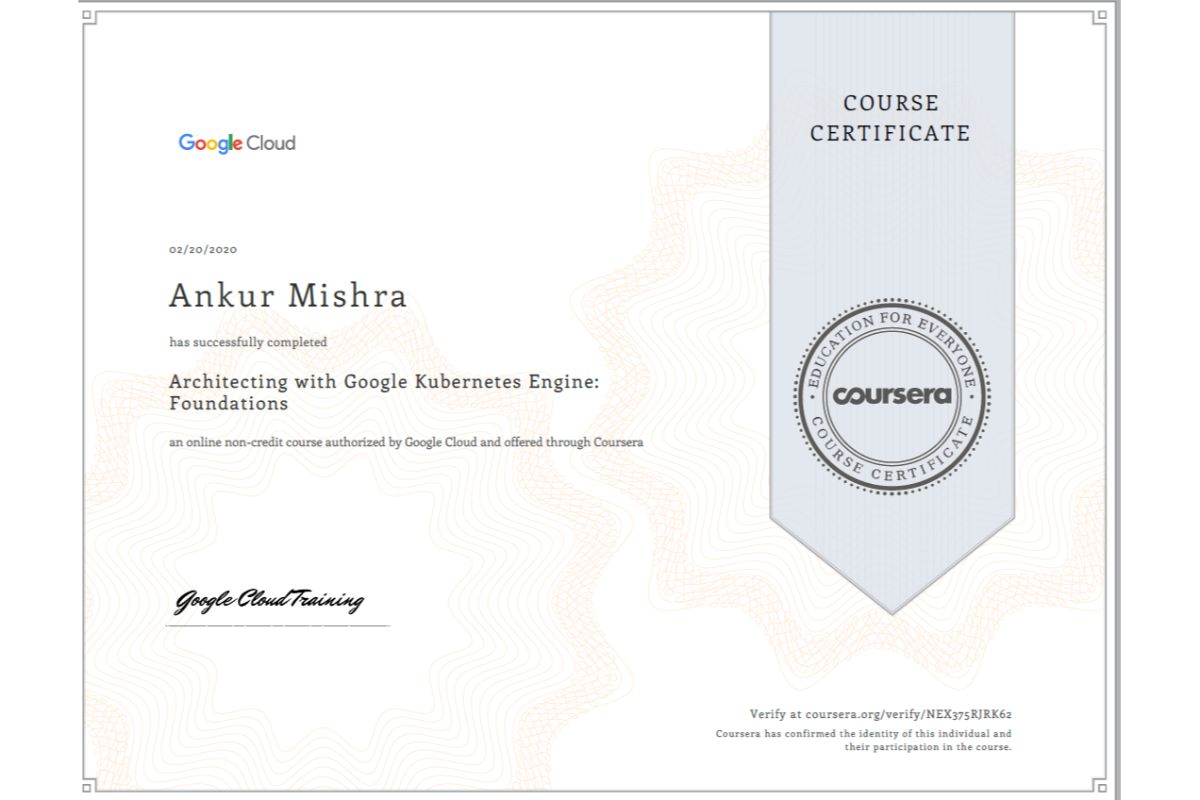 Google Cloud
02/20/2020
Ankur Mishra
has successfully completed
Architecting with Google Kubernetes Engine:
Foundations
an online non-credit course authorized by Google Cloud and offered through Coursera
Google Cloud Training
COURSE
CERTIFICATE
EDUCATION FOR EVERYONE
coursera
COURSE CERTIFICATE
Verify at coursera.org/verify/NEX375RJRK62
Coursera has confirmed the identity of this individual and
their participation in the course.